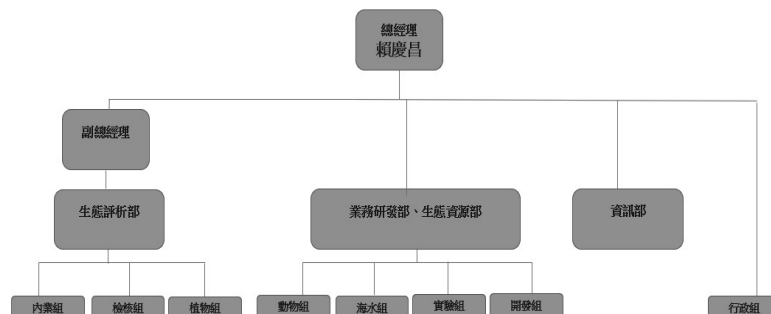 總經理
賴慶昌
副總經理
生態評析部
業務研發部、生態資源部
資訊部
內業組
檢核組
植物組
動物組
海水組
實驗組
開發組
行政組